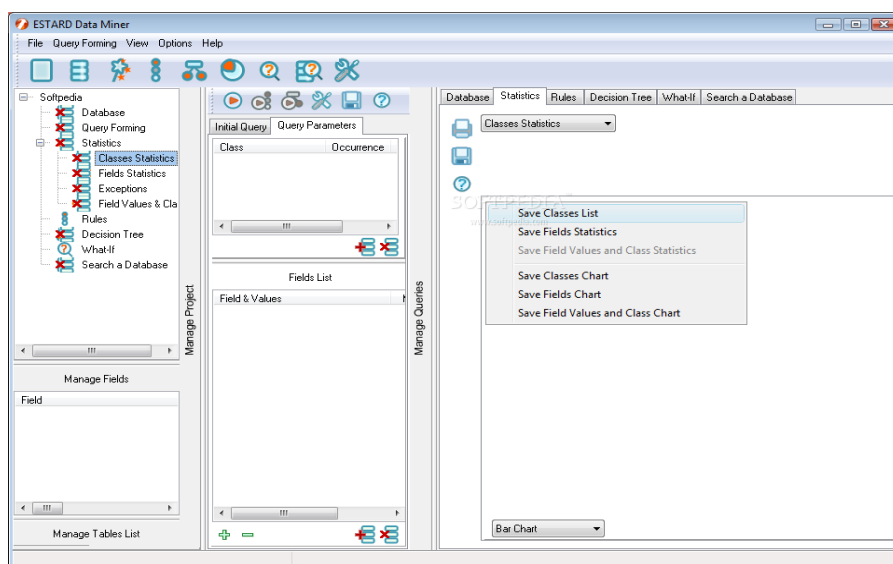 ESTARD Data Miner
File Query Forming View Options Help
Softpedia
Database
Query Forming
Statistics
Classes Statistics
Fields Statistics
Exceptions
Field Values & Cla
Rules
Decision Tree
What-If
Search a Database
Manage Project
Manage Fields
Field
Manage Tables List
Initial Query Query Parameters
Class Occurrence
Fields List
Field & Values
Manage Queries
Database Statistics Rules Decision Tree What-If Search a Database
Classes Statistics
SOFTPEDIA
www.softpedia.com
Save Classes List
Save Fields Statistics
Save Field Values and Class Statistics
Save Classes Chart
Save Fields Chart
Save Field Values and Class Chart
Bar Chart